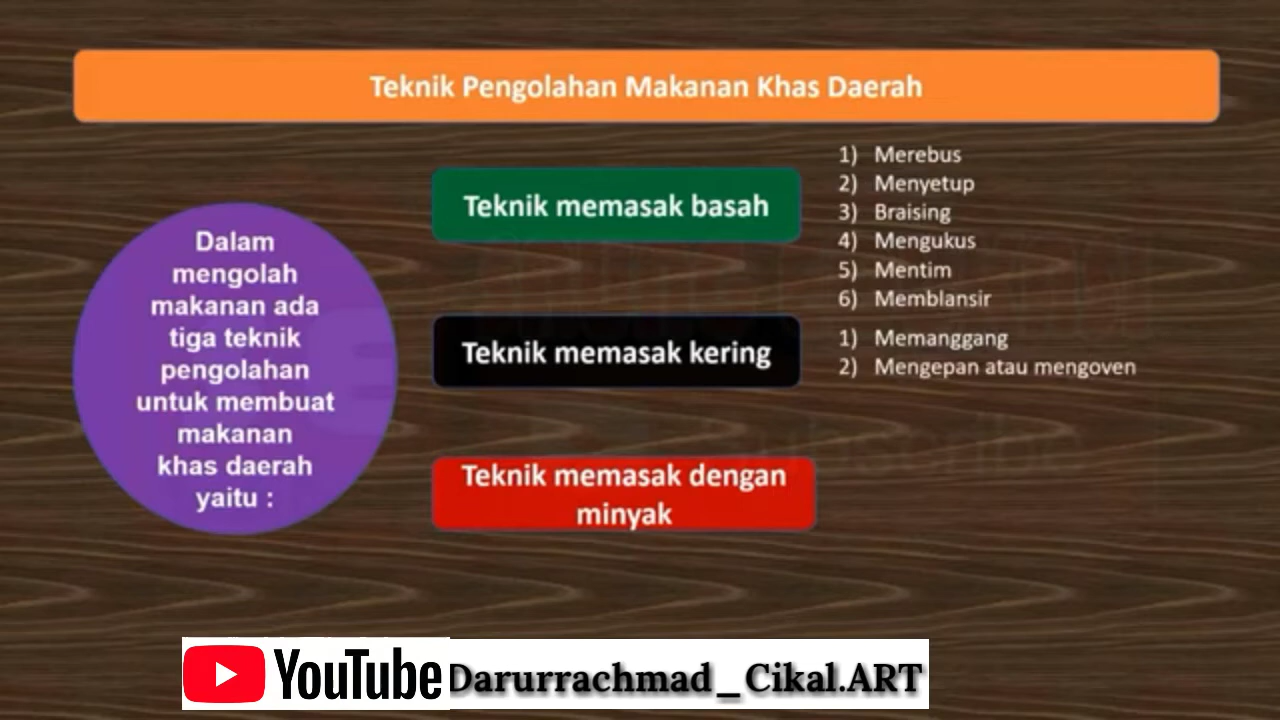 Teknik Pengolahan Makanan Khas Daerah
Dalam
mengolah
makanan ada
tiga teknik
pengolahan
untuk membuat
makanan
khas daerah
yaitu :
Teknik memasak basah
1) Merebus
2) Menyetup
3) Braising
4) Mengukus
5) Mentim
6) Memblansir
Teknik memasak kering
1) Memanggang
2) Mengepan atau mengoven
Teknik memasak dengan
minyak
YouTube Darurrachmad_Cikal.ART